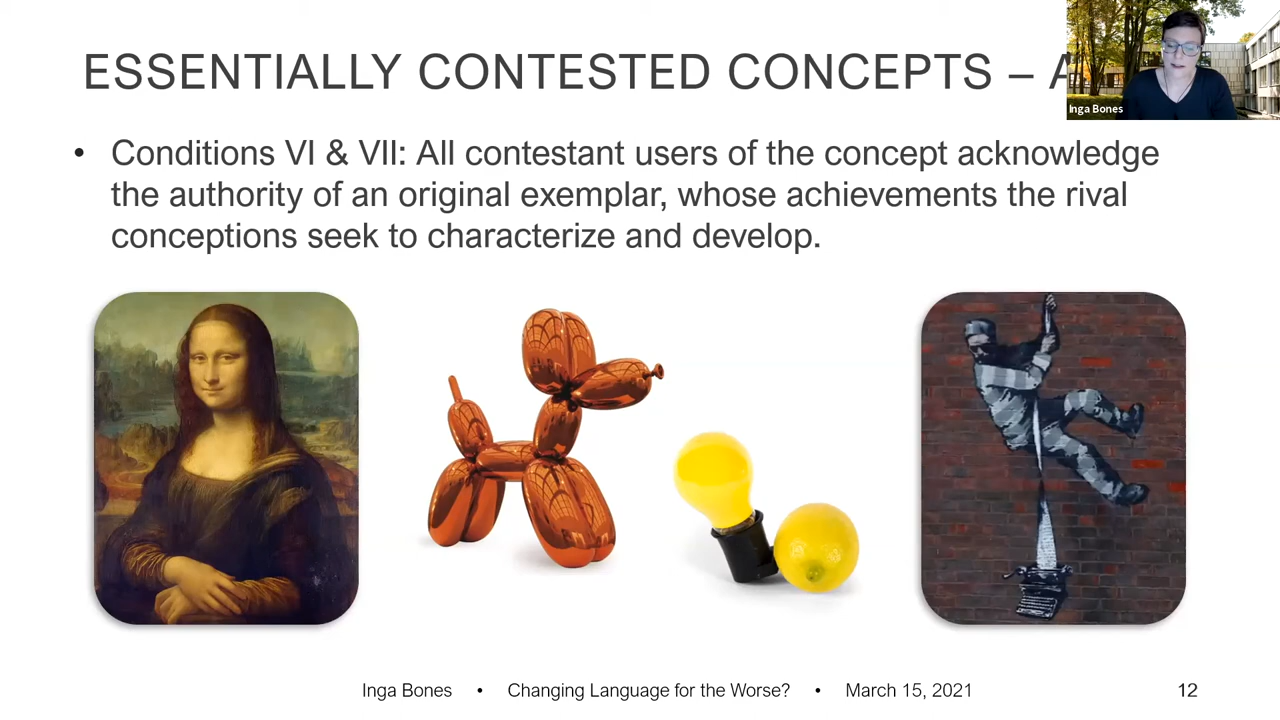 ESSENTIALLY CONTESTED CONCEPTS –
Inga Bones
• Conditions VI & VII: All contestant users of the concept acknowledge
the authority of an original exemplar, whose achievements the rival
conceptions seek to characterize and develop.
Inga Bones • Changing Language for the Worse? • March 15, 2021 12